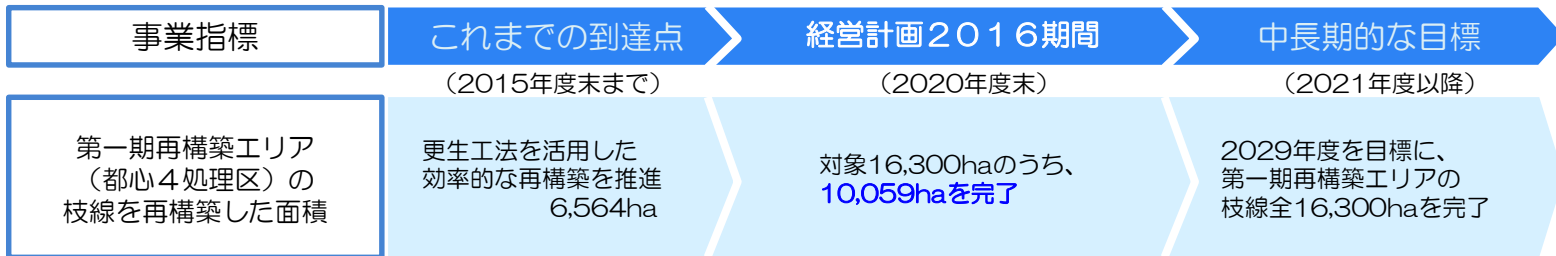 事業指標
これまでの到達点
経営計画2016期間
中長期的な目標
(2015年度末まで)
(2020年度末)
(2021年度以降)
第一期再構築エリア
(都心4処理区)の
枝線を再構築した面積
更生工法を活用した
効率的な再構築を推進
6,564ha
対象16,300haのうち、
10,059haを完了
2029年度を目標に、
第一期再構築エリアの
枝線全16,300haを完了